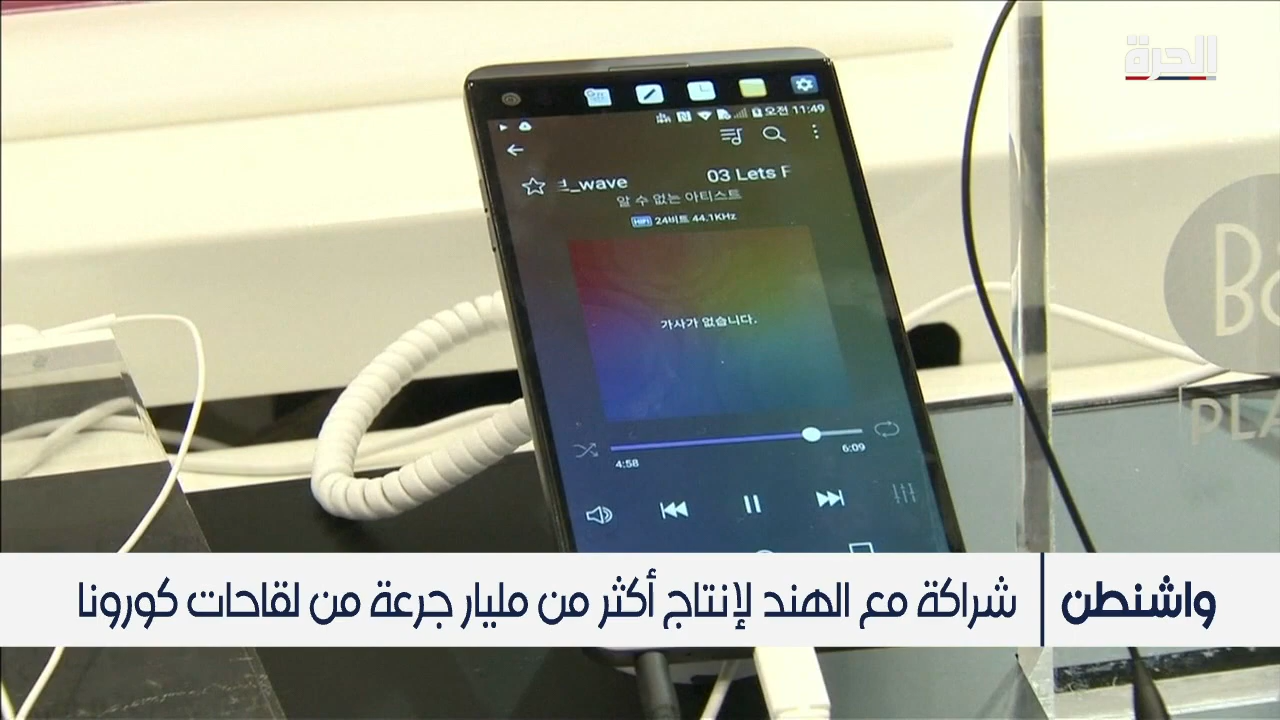 الحرة
오전 11:49
_wave 03 Lets F
알 수 없는 아티스트
HiFi 24비트 44.1KHz
가사가 없습니다.
4:58 6:09
PLA
واشنطن شراكة مع الهند لإنتاج أكثر من مليار جرعة من لقاحات كورونا